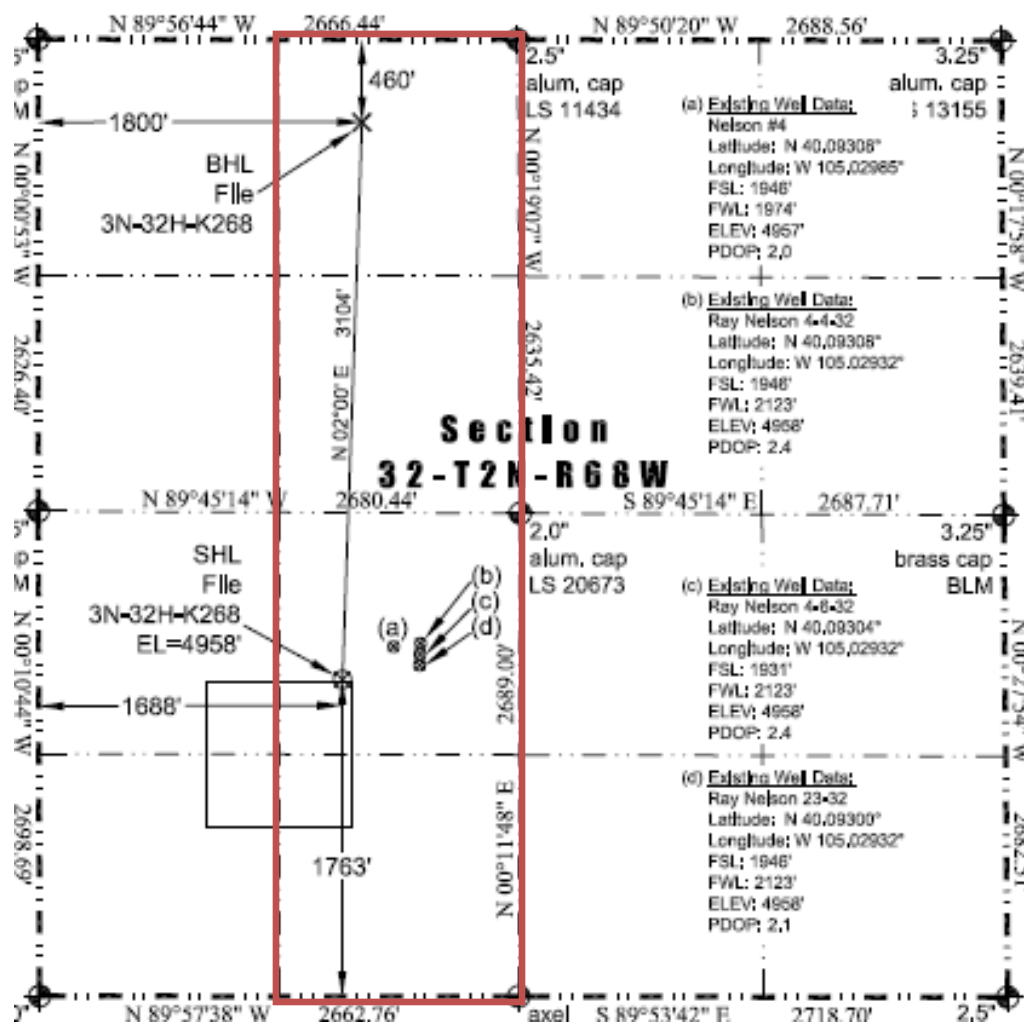 N 89°56'44" W 2666.44' N 89°50'20" W 2688.56'
2.5"
alum. cap
LS 11434
3.25"
alum. cap
13155
460'
1800'
BHL
File
3N-32H-K268
N 00°00'53" W
2626.40'
N 02°00' E 3104'
N 00°19'07" W
2635.42'
N 00°17'58" W
2639.41'
(a) Existing Well Data:
Nelson #4
Latitude: N 40.09308°
Longitude: W 105.02985°
FSL: 1946'
FWL: 1974'
ELEV: 4957'
PDOP: 2.0
(b) Existing Well Data:
Ray Nelson 4-4-32
Latitude: N 40.09308°
Longitude: W 105.02932°
FSL: 1946'
FWL: 2123'
ELEV: 4958'
PDOP: 2.4
Section
32-T2N-R68W
N 89°45'14" W 2680.44' S 89°45'14" E 2687.71'
2.0"
alum. cap
LS 20673
3.25"
brass cap
BLM
SHL
File
3N-32H-K268
EL=4958'
(a)
(b)
(c)
(d)
1688'
1763'
N 00°10'44" W
2698.69'
N 00°11'48" E
2689.00'
N 00°27'54" W
(c) Existing Well Data:
Ray Nelson 4-6-32
Latitude: N 40.09304°
Longitude: W 105.02932°
FSL: 1931'
FWL: 2123'
ELEV: 4958'
PDOP: 2.4
(d) Existing Well Data:
Ray Nelson 23-32
Latitude: N 40.09300°
Longitude: W 105.02932°
FSL: 1946'
FWL: 2123'
ELEV: 4958'
PDOP: 2.1
N 89°57'38" W 2662.76' axel S 89°53'42" E 2718.70' 2.5"